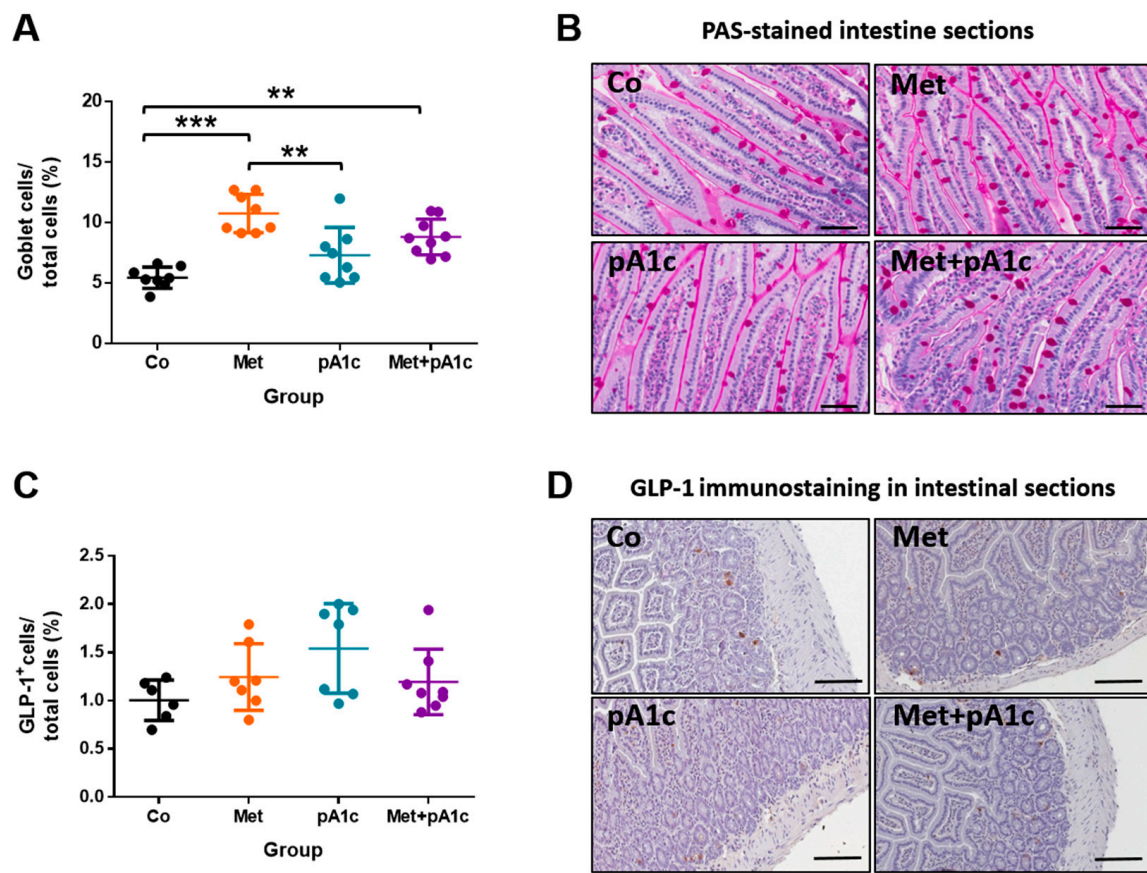 A
20
15
10
5
0
Goblet cells/
total cells (%)
**
***
**
Co Met pA1c Met+pA1c
Group
B
PAS-stained intestine sections
Co Met
pA1c Met+pA1c
C
2.5
2.0
1.5
1.0
0.5
0.0
GLP-1⁺cells/
total cells (%)
Co Met pA1c Met+pA1c
Group
D
GLP-1 immunostaining in intestinal sections
Co Met
pA1c Met+pA1c